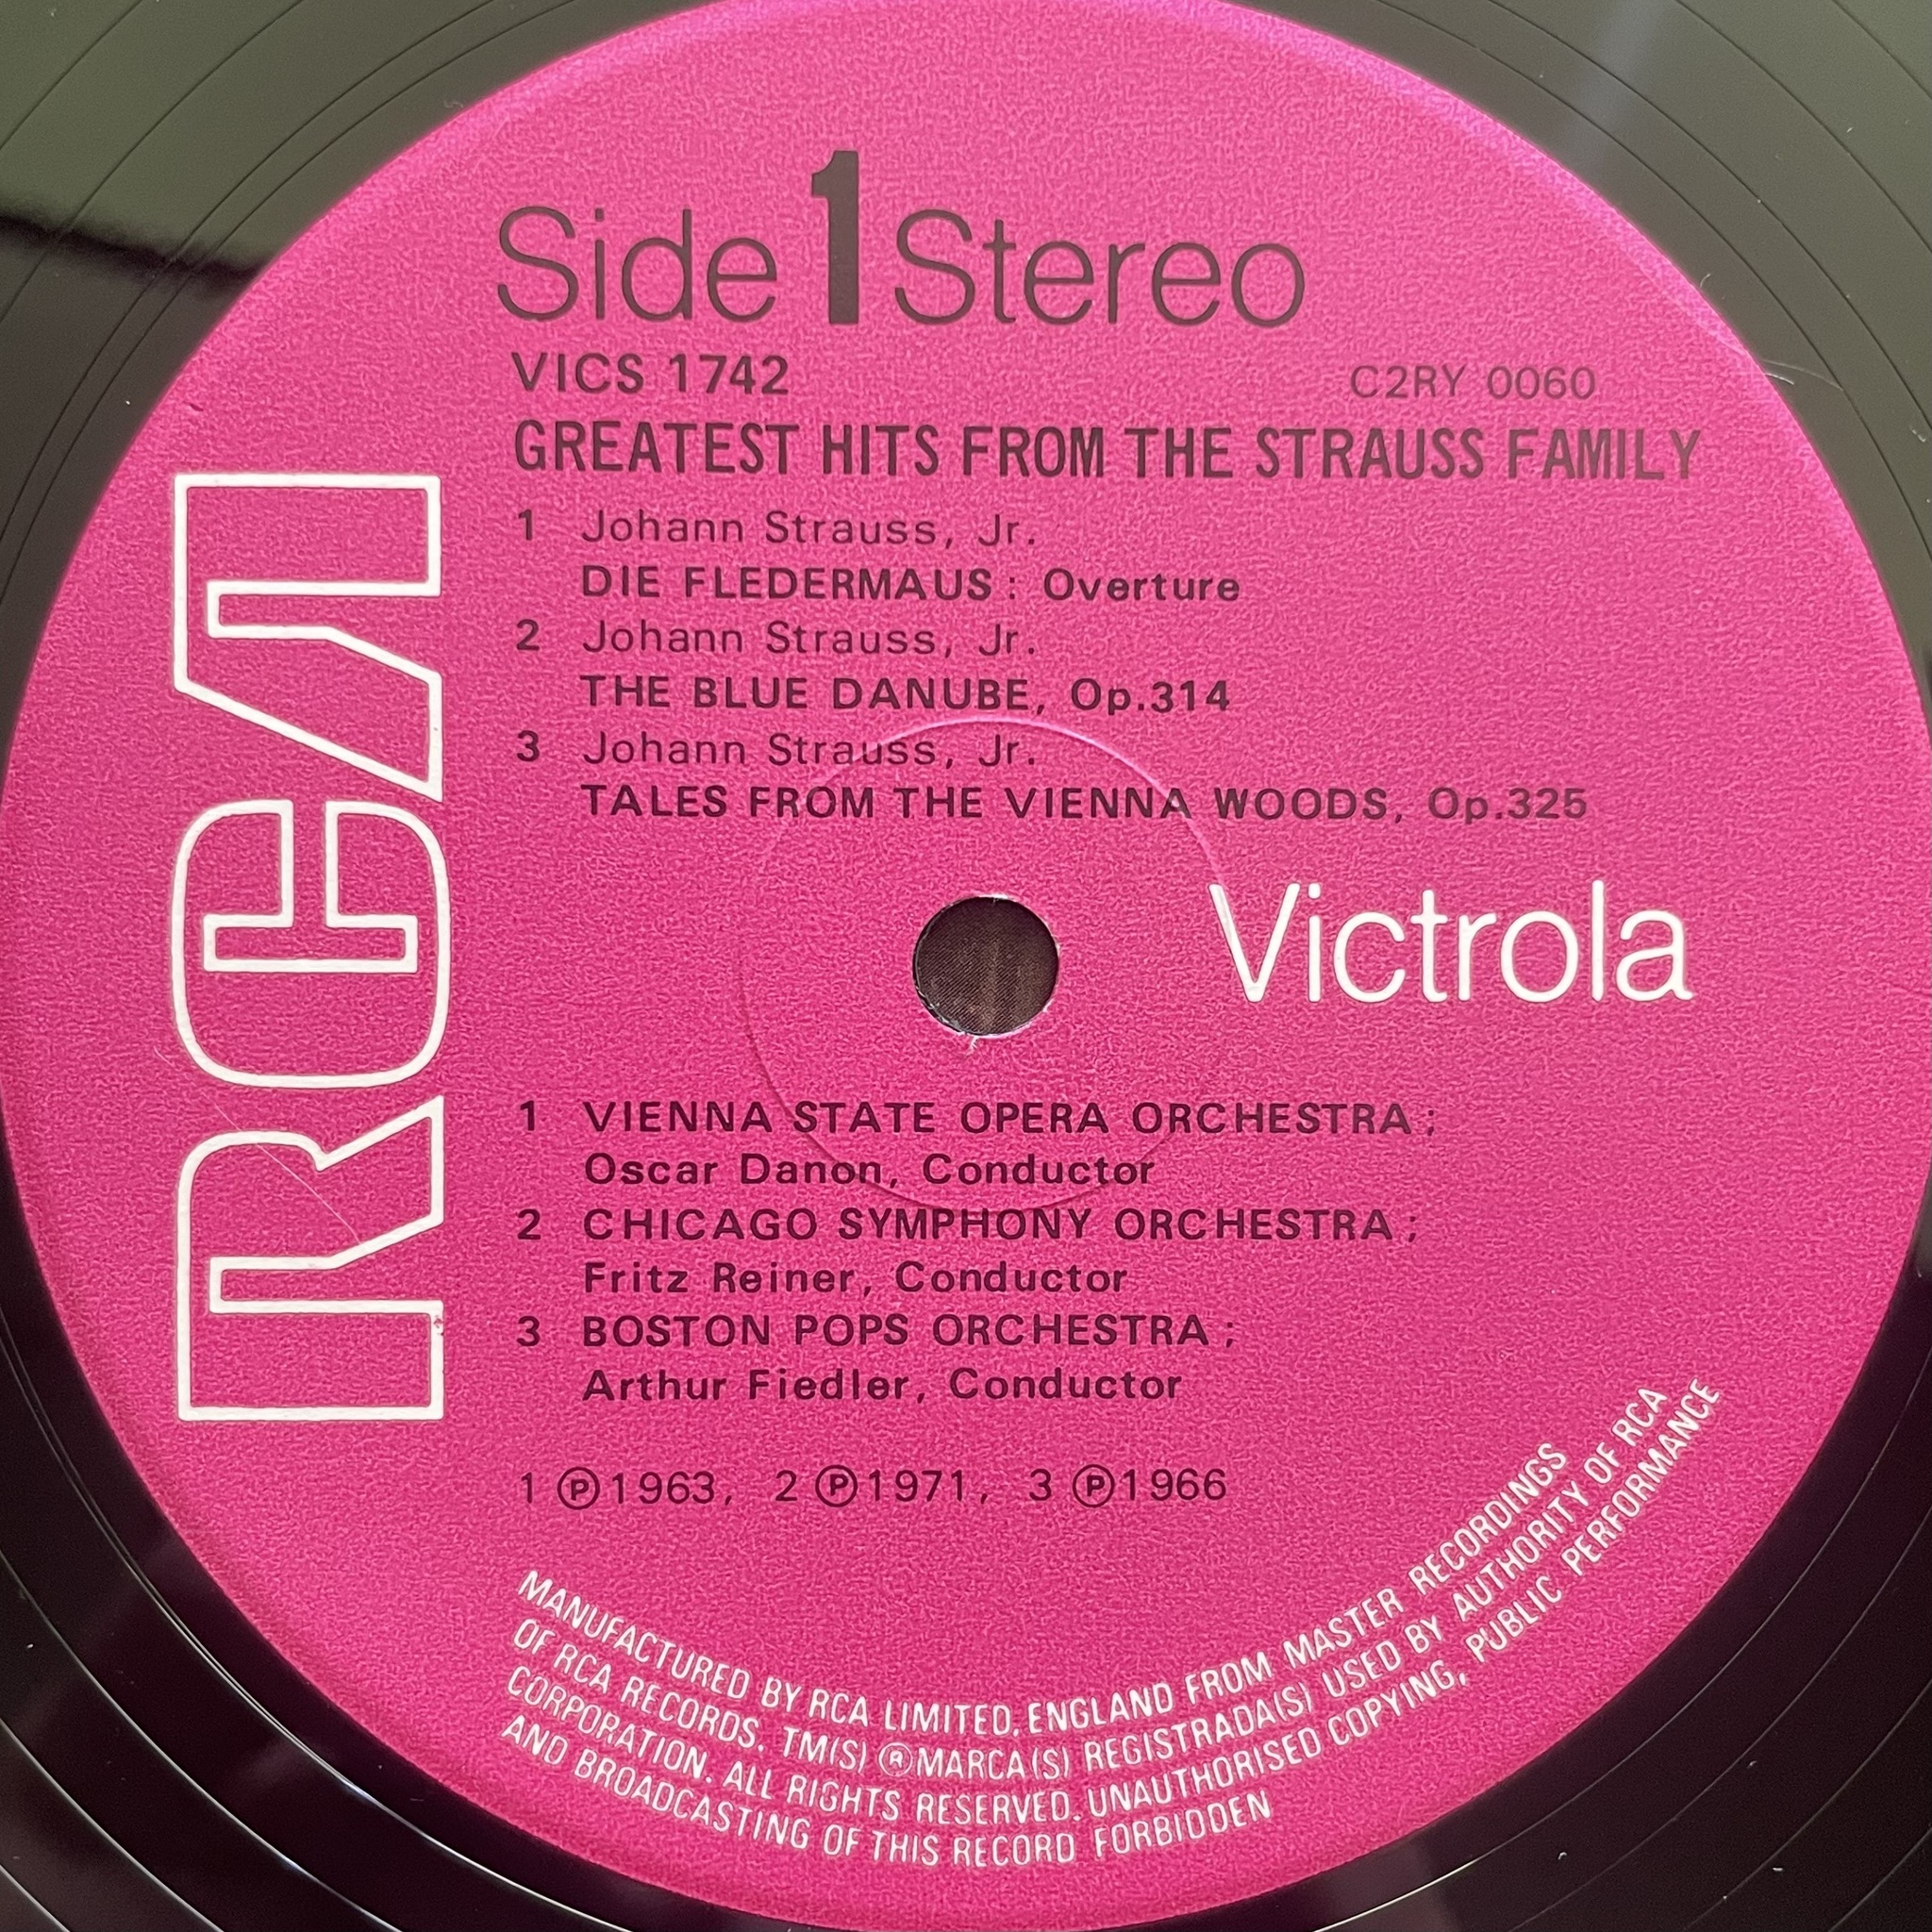 Side 1 Stereo
VICS 1742 C2RY 0060
GREATEST HITS FROM THE STRAUSS FAMILY
1 Johann Strauss, Jr.
DIE FLEDERMAUS : Overture
2 Johann Strauss, Jr.
THE BLUE DANUBE, Op.314
3 Johann Strauss, Jr.
TALES FROM THE VIENNA WOODS, Op.325
RCA
Victrola
1 VIENNA STATE OPERA ORCHESTRA ;
Oscar Danon, Conductor
2 CHICAGO SYMPHONY ORCHESTRA ;
Fritz Reiner, Conductor
3 BOSTON POPS ORCHESTRA ;
Arthur Fiedler, Conductor
1 ℗ 1963, 2 ℗ 1971, 3 ℗ 1966
MANUFACTURED BY RCA LIMITED, ENGLAND FROM MASTER RECORDINGS
OF RCA RECORDS. TM(S) ® MARCA(S) REGISTRADA(S) USED BY AUTHORITY OF RCA
CORPORATION. ALL RIGHTS RESERVED. UNAUTHORISED COPYING, PUBLIC PERFORMANCE
AND BROADCASTING OF THIS RECORD FORBIDDEN